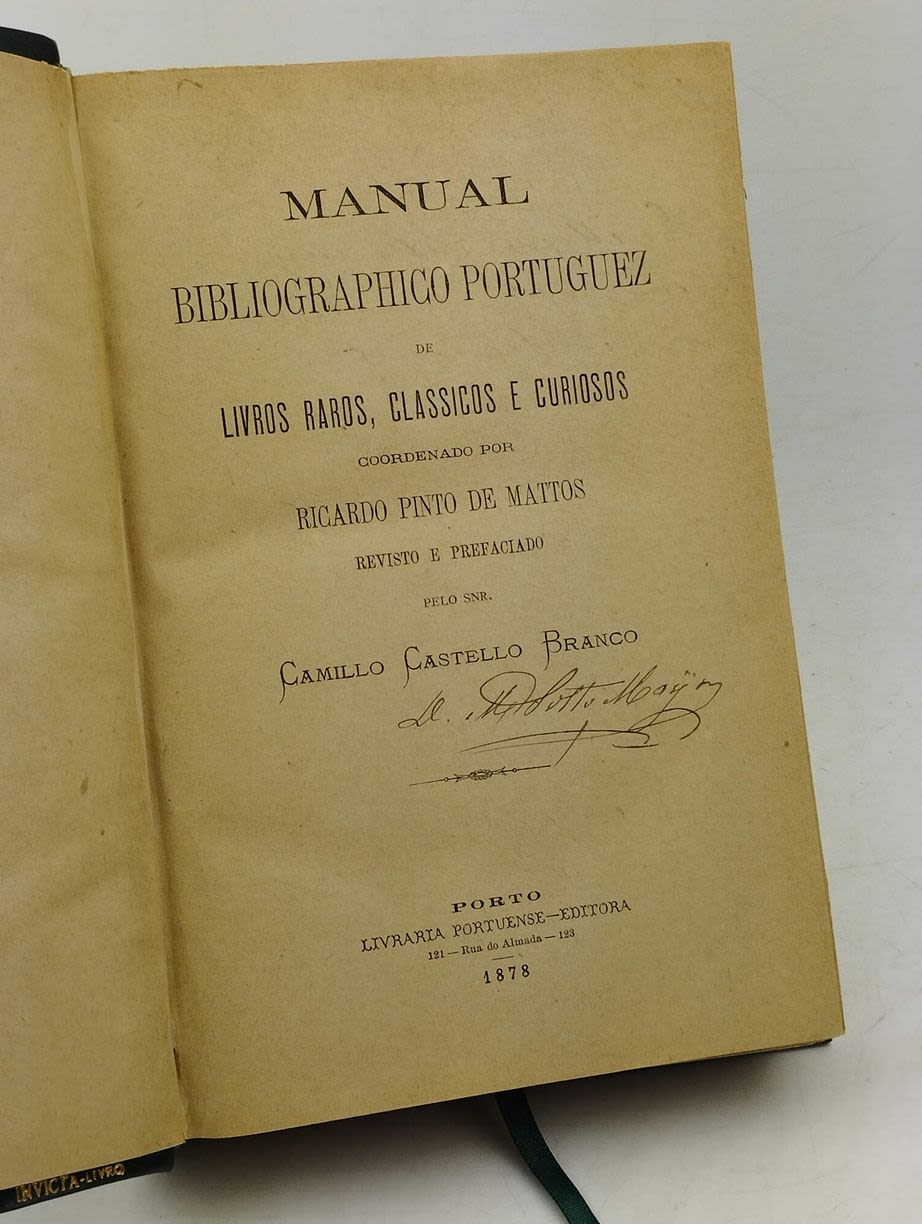 MANUAL
BIBLIOGRAPHICO PORTUGUEZ
DE
LIVROS RAROS, CLASSICOS E CURIOSOS
COORDENADO POR
RICARDO PINTO DE MATTOS
REVISTO E PREFACIADO
PELO SNR.
CAMILLO CASTELLO BRANCO
PORTO
LIVRARIA PORTUENSE—EDITORA
121 — Rua do Almada — 123
1878
INVICTA-LIVRO